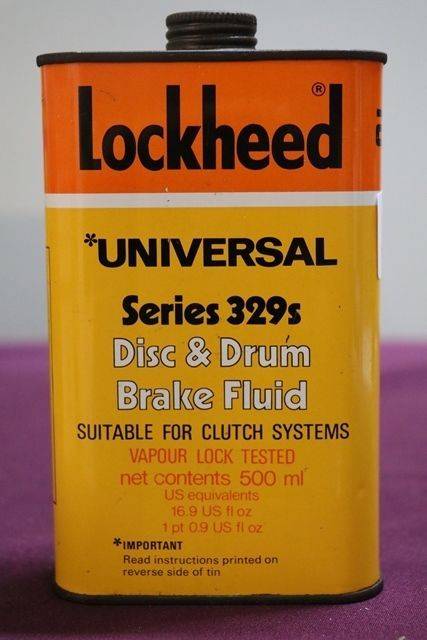 Lockheed®
*UNIVERSAL
Series 329s
Disc & Drum
Brake Fluid
SUITABLE FOR CLUTCH SYSTEMS
VAPOUR LOCK TESTED
net contents 500 ml
US equivalents
16.9 US fl oz
1 pt 0.9 US fl oz
*IMPORTANT
Read instructions printed on
reverse side of tin